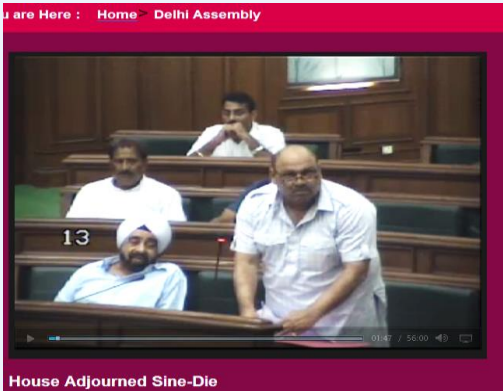 u are Here : Home > Delhi Assembly
13
01:47 / 56:00
House Adjourned Sine-Die